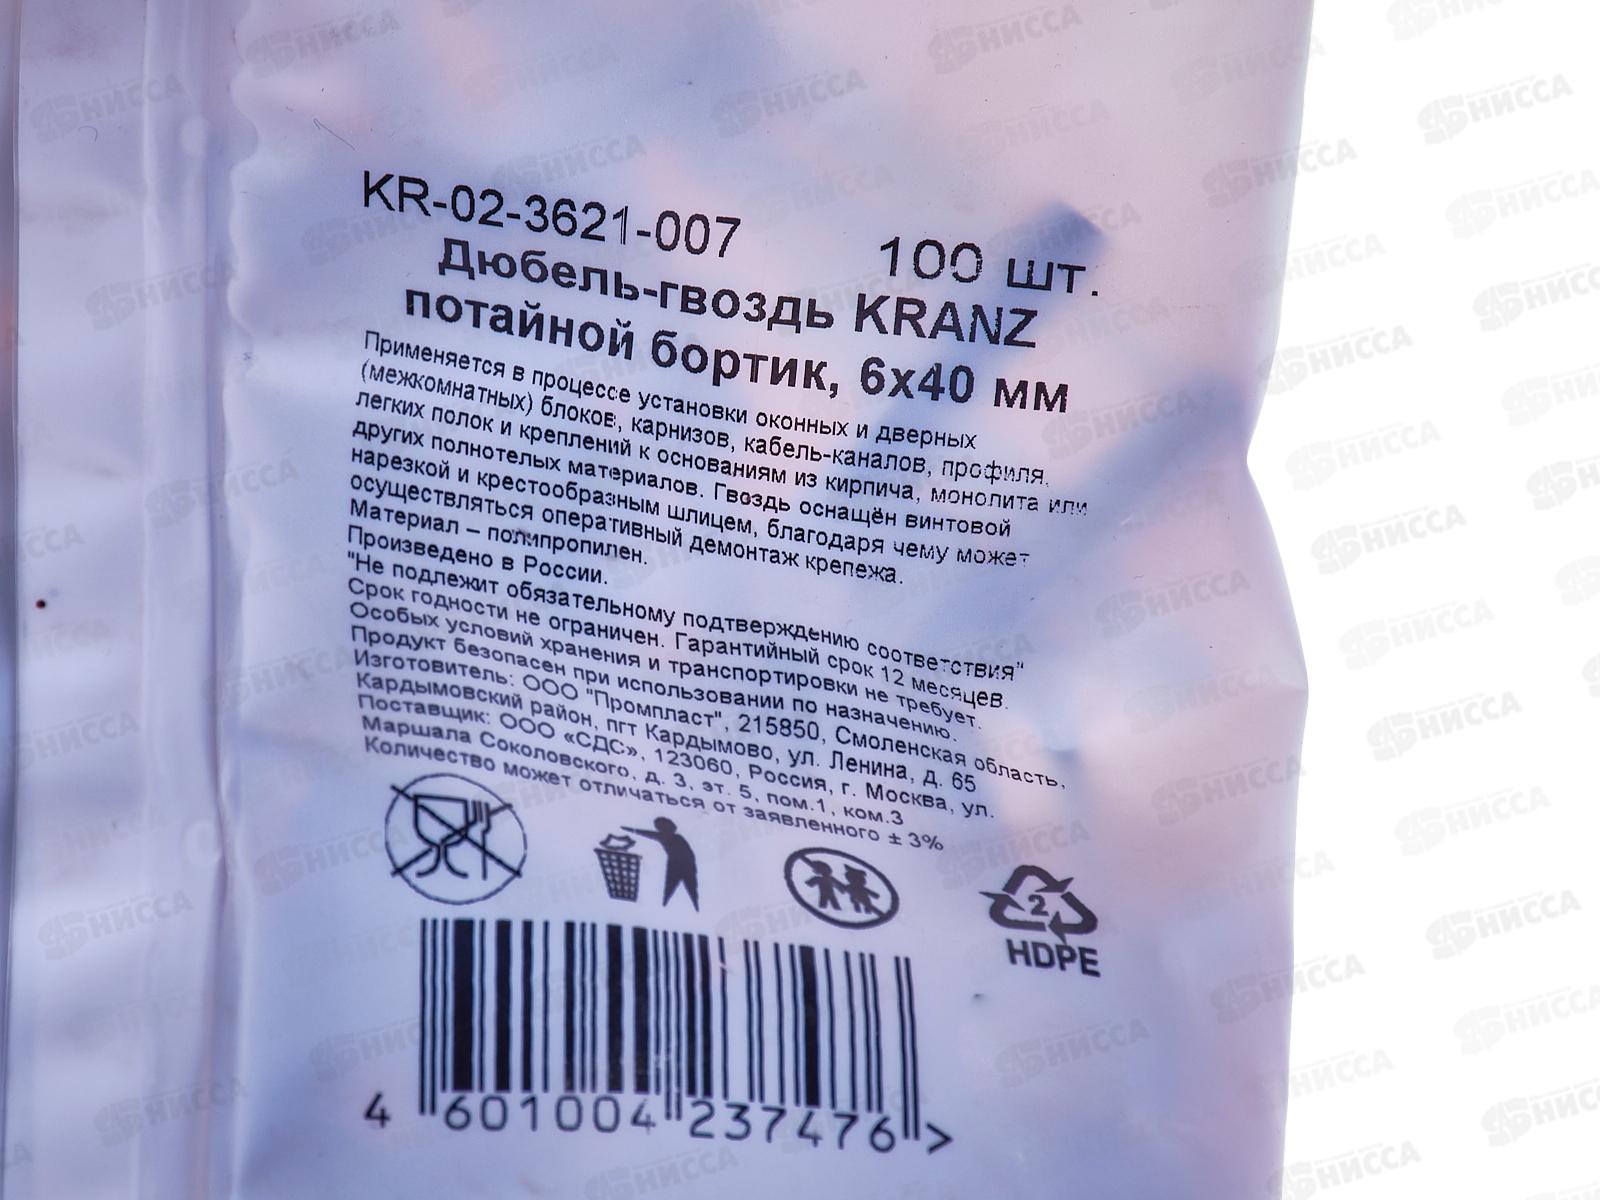 KR-02-3621-007 100 шт.
Дюбель-гвоздь KRANZ
потайной бортик, 6х40 мм
Применяется в процессе установки оконных и дверных
(межкомнатных) блоков, карнизов, кабель-каналов, профиля,
легких полок и креплений к основаниям из кирпича, монолита или
других полнотелых материалов. Гвоздь оснащён винтовой
нарезкой и крестообразным шлицем, благодаря чему может
осуществляться оперативный демонтаж крепежа.
Материал – полипропилен.
Произведено в России.
"Не подлежит обязательному подтверждению соответствия"
Срок годности не ограничен. Гарантийный срок 12 месяцев.
Особых условий хранения и транспортировки не требует.
Продукт безопасен при использовании по назначению.
Изготовитель: ООО "Промпласт", 215850, Смоленская область,
Кардымовский район, пгт Кардымово, ул. Ленина, д. 65
Поставщик: ООО «СДС», 123060, Россия, г. Москва, ул.
Маршала Соколовского, д. 3, эт. 5, пом.1, ком.3
Количество может отличаться от заявленного ± 3%
2
HDPE
4 601004 237476 >
НИССА